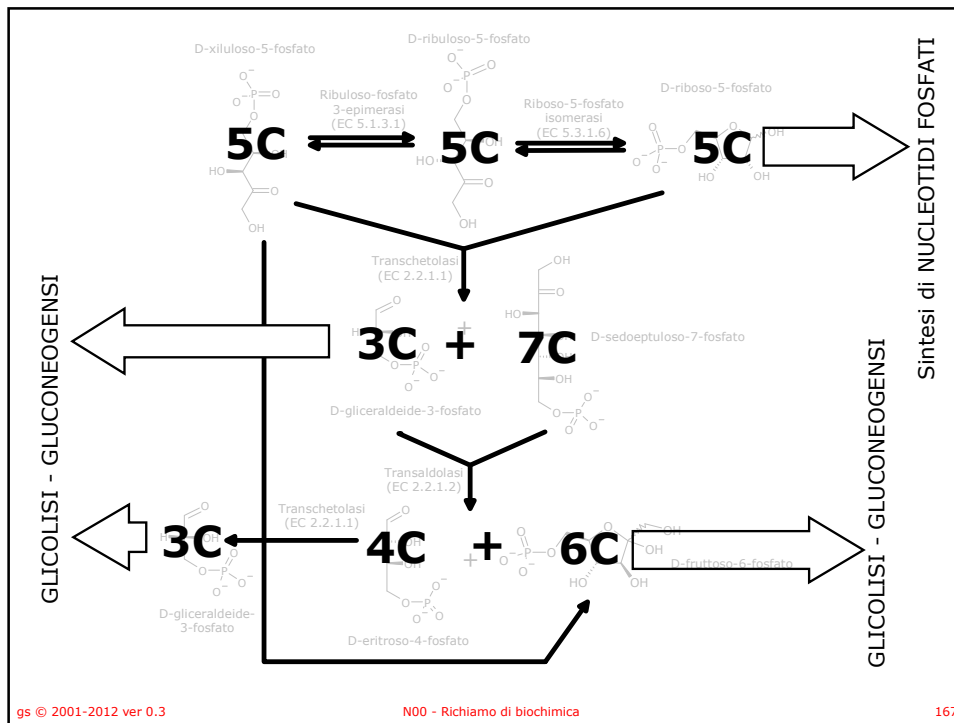 D-xiluloso-5-fosfato
D-ribuloso-5-fosfato
D-riboso-5-fosfato
Ribuloso-fosfato
3-epimerasi
(EC 5.1.3.1)
Riboso-5-fosfato
isomerasi
(EC 5.3.1.6)
5C
5C
5C
Sintesi di NUCLEOTIDI FOSFATI
Transchetolasi
(EC 2.2.1.1)
3C + 7C
D-sedoeptuloso-7-fosfato
D-gliceraldeide-3-fosfato
GLICOLISI - GLUCONEOGENSI
Transaldolasi
(EC 2.2.1.2)
Transchetolasi
(EC 2.2.1.1)
3C
4C + 6C
D-fruttoso-6-fosfato
D-gliceraldeide-
3-fosfato
D-eritroso-4-fosfato
GLICOLISI - GLUCONEOGENSI
gs © 2001-2012 ver 0.3
N00 - Richiamo di biochimica
167